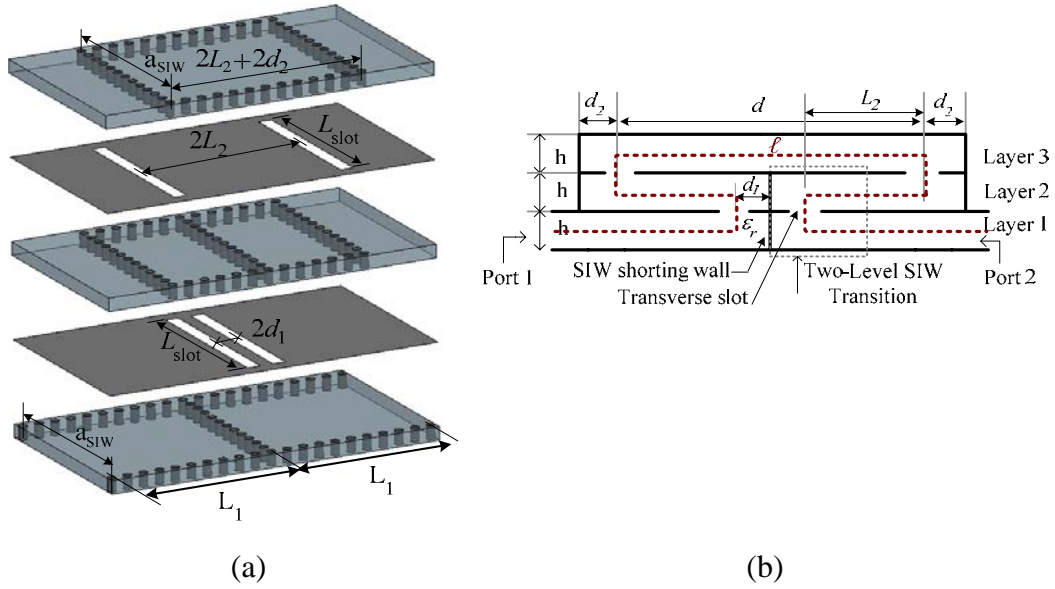 a_SIW
2L_2+2d_2
L_slot
2L_2
2d_1
L_slot
a_SIW
L_1
L_1
(a)
d_2
d
L_2
d_2
h
ℓ
Layer 3
h
d_1
Layer 2
h
ε_r
Layer 1
Port 1
SIW shorting wall
Transverse slot
Two-Level SIW
Transition
Port 2
(b)